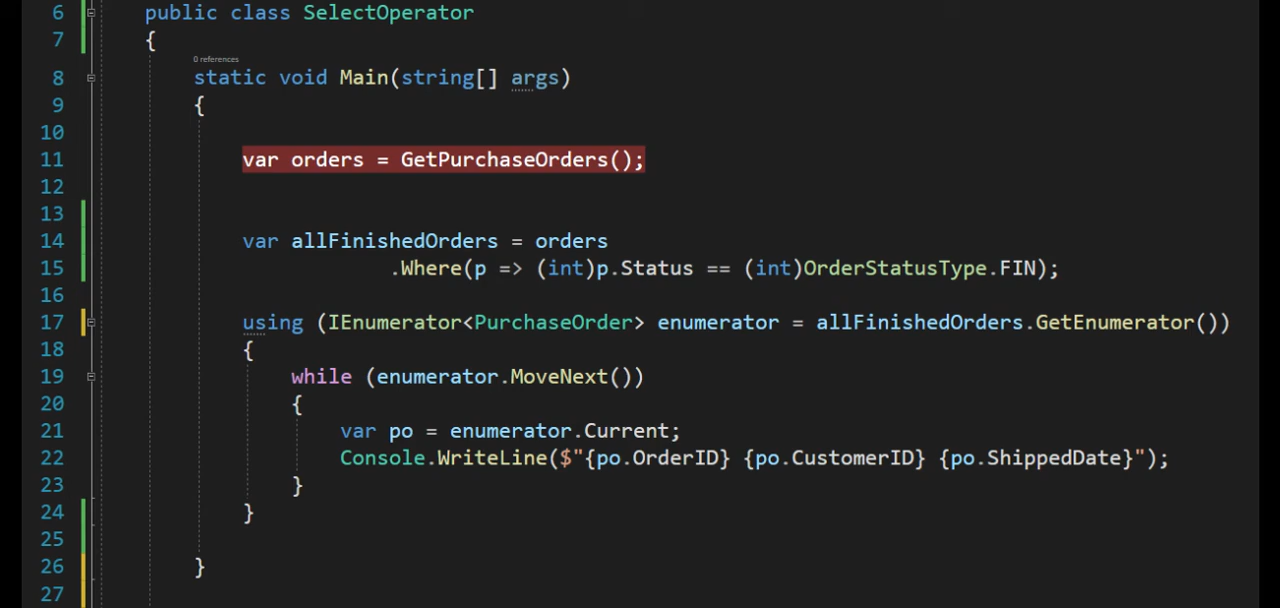 6 public class SelectOperator
7 {
0 references
8 static void Main(string[] args)
9 {
10
11 var orders = GetPurchaseOrders();
12
13
14 var allFinishedOrders = orders
15 .Where(p => (int)p.Status == (int)OrderStatusType.FIN);
16
17 using (IEnumerator<PurchaseOrder> enumerator = allFinishedOrders.GetEnumerator())
18 {
19 while (enumerator.MoveNext())
20 {
21 var po = enumerator.Current;
22 Console.WriteLine($"{po.OrderID} {po.CustomerID} {po.ShippedDate}");
23 }
24 }
25
26 }
27